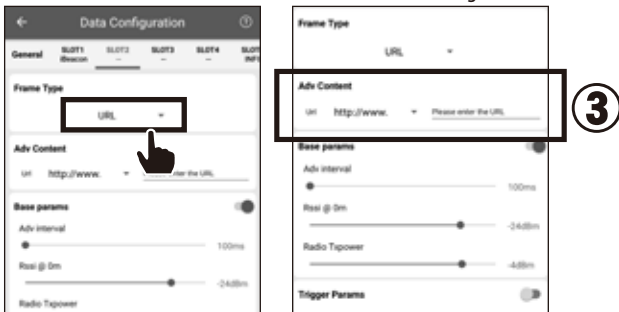 Data Configuration
General SLOT1 SLOT2 SLOT3 SLOT4
iBeacon -- -- --
Frame Type
URL
Adv Content
Url http://www.
Base params
Adv interval
100ms
Rssi @ 0m
-24dBm
Radio Txpower
Frame Type
URL
Adv Content
Url http://www. Please enter the URL
③
Base params
Adv interval
100ms
Rssi @ 0m
-24dBm
Radio Txpower
-4dBm
Trigger Params